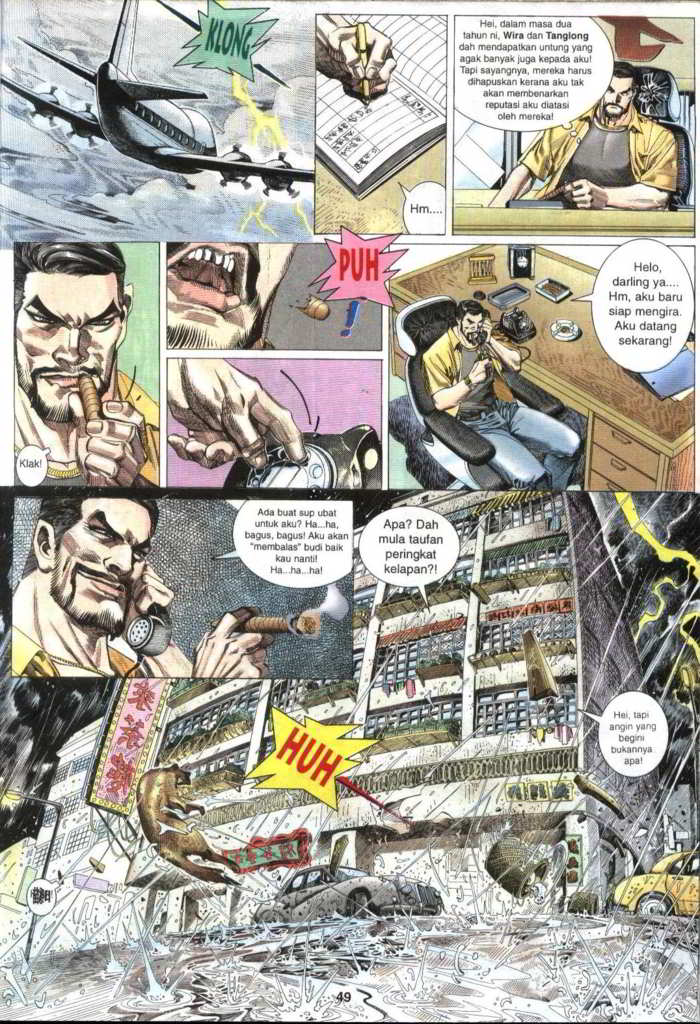 KLONG
Hm....
Hei, dalam masa dua
tahun ni, Wira dan Tanglong
dah mendapatkan untung yang
agak banyak juga kepada aku!
Tapi sayangnya, mereka harus
dihapuskan kerana aku tak
akan membenarkan
reputasi aku diatasi
oleh mereka!
Klak!
PUH
!
Helo,
darling ya....
Hm, aku baru
siap mengira.
Aku datang
sekarang!
Ada buat sup ubat
untuk aku? Ha...ha,
bagus, bagus! Aku akan
"membalas" budi baik
kau nanti!
Ha...ha...ha!
Apa? Dah
mula taufan
peringkat
kelapan?!
HUH
Hei, tapi
angin yang
begini
bukannya
apa!
49